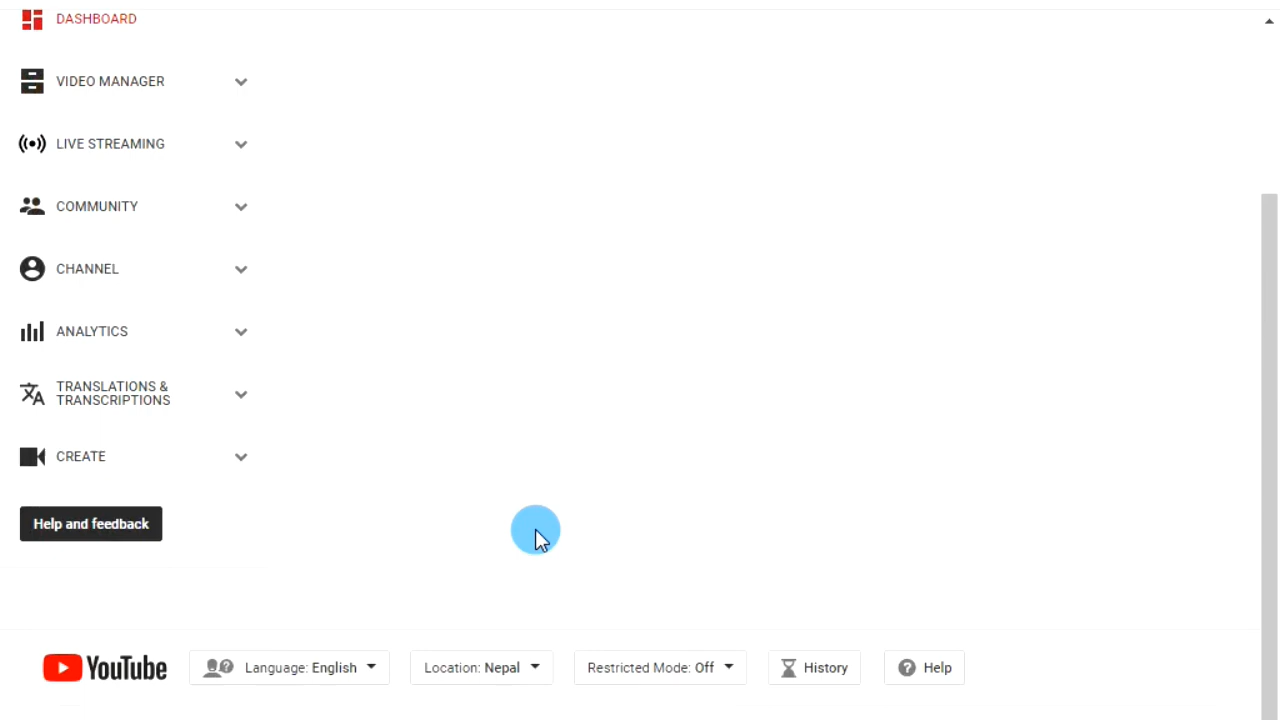 DASHBOARD
VIDEO MANAGER
LIVE STREAMING
COMMUNITY
CHANNEL
ANALYTICS
TRANSLATIONS &
TRANSCRIPTIONS
CREATE
Help and feedback
YouTube Language: English Location: Nepal Restricted Mode: Off History Help